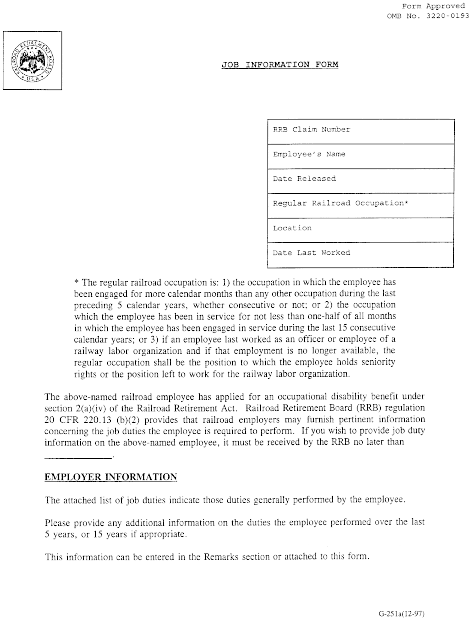 Form Approved
OMB No. 3220-0193
JOB INFORMATION FORM
RRB Claim Number
Employee's Name
Date Released
Regular Railroad Occupation*
Location
Date Last Worked
* The regular railroad occupation is: 1) the occupation in which the employee has
been engaged for more calendar months than any other occupation during the last
preceding 5 calendar years, whether consecutive or not; or 2) the occupation
which the employee has been in service for not less than one-half of all months
in which the employee has been engaged in service during the last 15 consecutive
calendar years; or 3) if an employee last worked as an officer or employee of a
railway labor organization and if that employment is no longer available, the
regular occupation shall be the position to which the employee holds seniority
rights or the position left to work for the railway labor organization.
The above-named railroad employee has applied for an occupational disability benefit under
section 2(a)(iv) of the Railroad Retirement Act. Railroad Retirement Board (RRB) regulation
20 CFR 220.13 (b)(2) provides that railroad employers may furnish pertinent information
concerning the job duties the employee is required to perform. If you wish to provide job duty
information on the above-named employee, it must be received by the RRB no later than
____________.
EMPLOYER INFORMATION
The attached list of job duties indicate those duties generally performed by the employee.
Please provide any additional information on the duties the employee performed over the last
5 years, or 15 years if appropriate.
This information can be entered in the Remarks section or attached to this form.
G-251a(12-97)